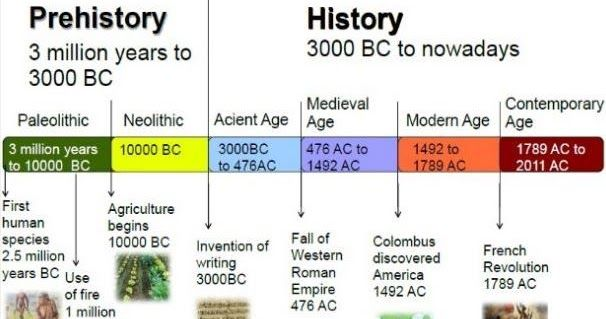 Prehistory
3 million years to
3000 BC
History
3000 BC to nowadays
Paleolithic
Neolithic
Acient Age
Medieval
Age
Modern Age
Contemporary
Age
3 million years
to 10000 BC
10000 BC
3000BC
to 476AC
476 AC to
1492 AC
1492 to
1789 AC
1789 AC to
2011 AC
First
human
species
2.5 million
years BC
Use
of fire
1 million
Agriculture
begins
10000 BC
Invention of
writing
3000BC
Fall of
Western
Roman
Empire
476 AC
Colombus
discovered
America
1492 AC
French
Revolution
1789 AC